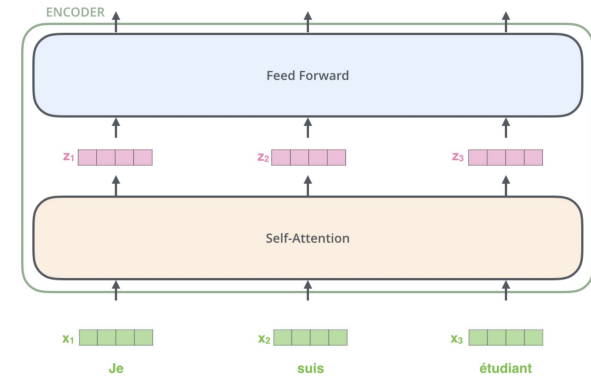 ENCODER
Feed Forward
z₁ z₂ z₃
Self-Attention
x₁ x₂ x₃
Je suis étudiant